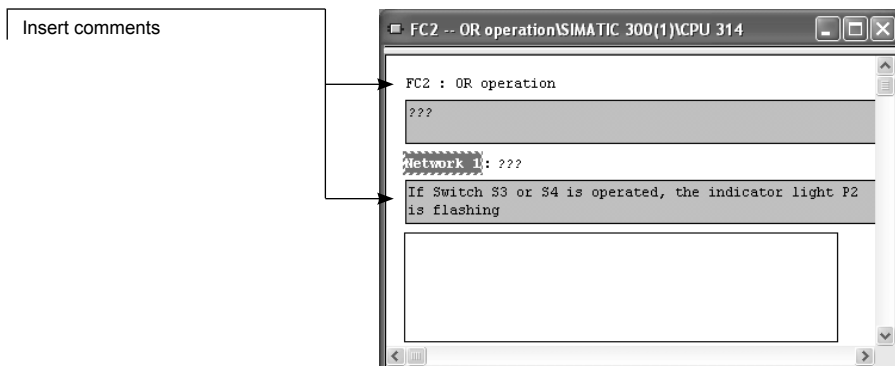 Insert comments
FC2 -- OR operation\SIMATIC 300(1)\CPU 314
FC2 : OR operation
???
Network 1: ???
If Switch S3 or S4 is operated, the indicator light P2
is flashing